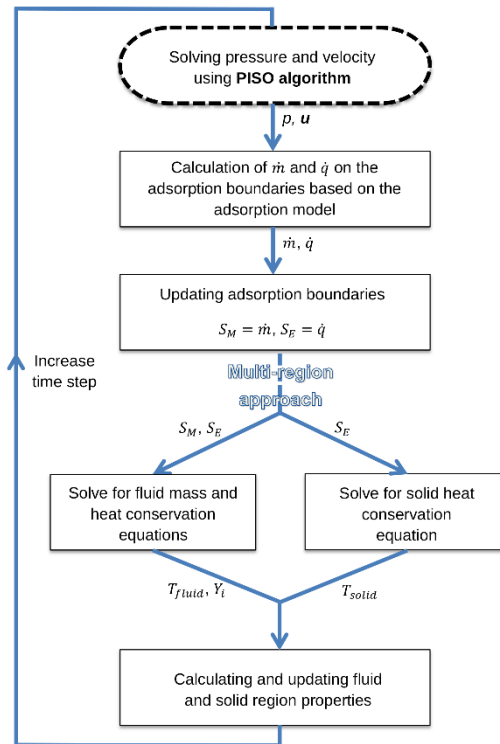 Solving pressure and velocity
using PISO algorithm
p, u
Calculation of ṁ and q̇ on the
adsorption boundaries based on the
adsorption model
ṁ, q̇
Updating adsorption boundaries
S_M = ṁ, S_E = q̇
Increase
time step
Multi-region
approach
S_M, S_E
S_E
Solve for fluid mass and
heat conservation
equations
Solve for solid heat
conservation
equation
T_fluid, Y_i
T_solid
Calculating and updating fluid
and solid region properties